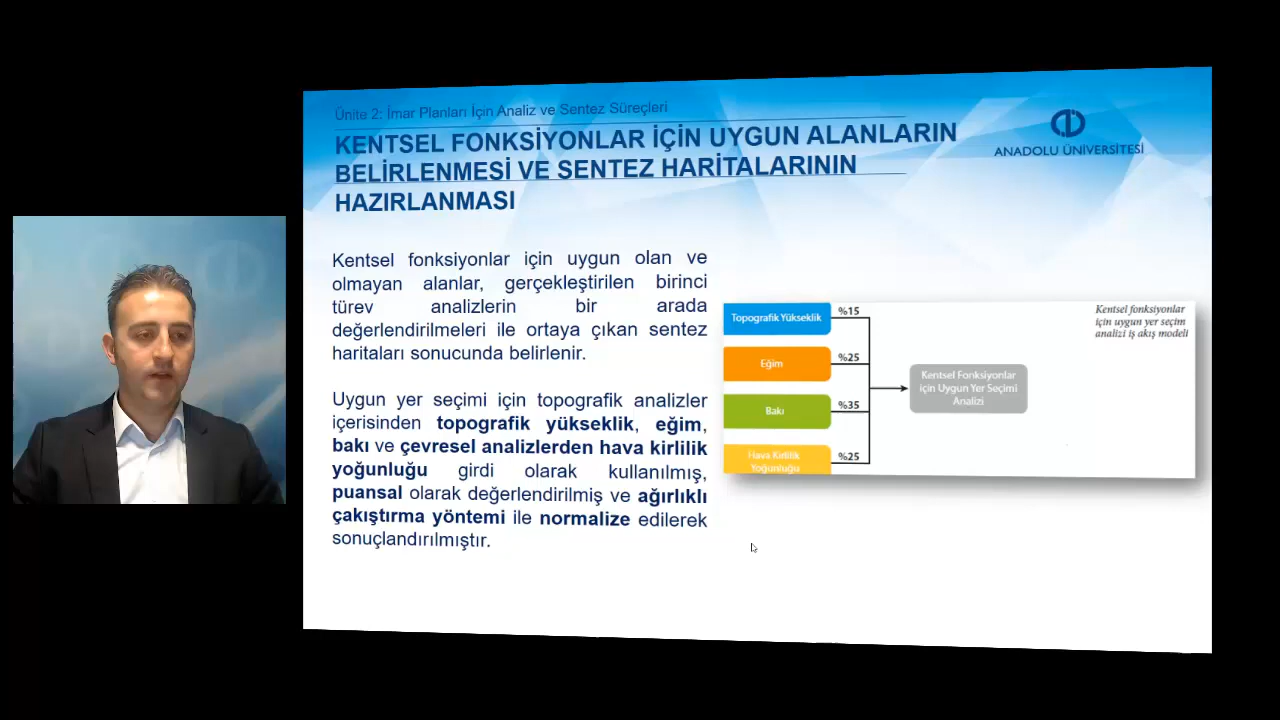 Ünite 2: İmar Planları İçin Analiz ve Sentez Süreçleri
KENTSEL FONKSİYONLAR İÇİN UYGUN ALANLARIN
BELİRLENMESİ VE SENTEZ HARİTALARININ
HAZIRLANMASI
ANADOLU ÜNİVERSİTESİ
Kentsel fonksiyonlar için uygun olan ve
olmayan alanlar, gerçekleştirilen birinci
türev analizlerin bir arada
değerlendirilmeleri ile ortaya çıkan sentez
haritaları sonucunda belirlenir.
Uygun yer seçimi için topografik analizler
içerisinden topografik yükseklik, eğim,
bakı ve çevresel analizlerden hava kirlilik
yoğunluğu girdi olarak kullanılmış,
puansal olarak değerlendirilmiş ve ağırlıklı
çakıştırma yöntemi ile normalize edilerek
sonuçlandırılmıştır.
Topografik Yükseklik
%15
Eğim
%25
Bakı
%35
Hava Kirlilik
Yoğunluğu
%25
Kentsel Fonksiyonlar
için Uygun Yer Seçimi
Analizi
Kentsel fonksiyonlar
için uygun yer seçim
analizi iş akış modeli